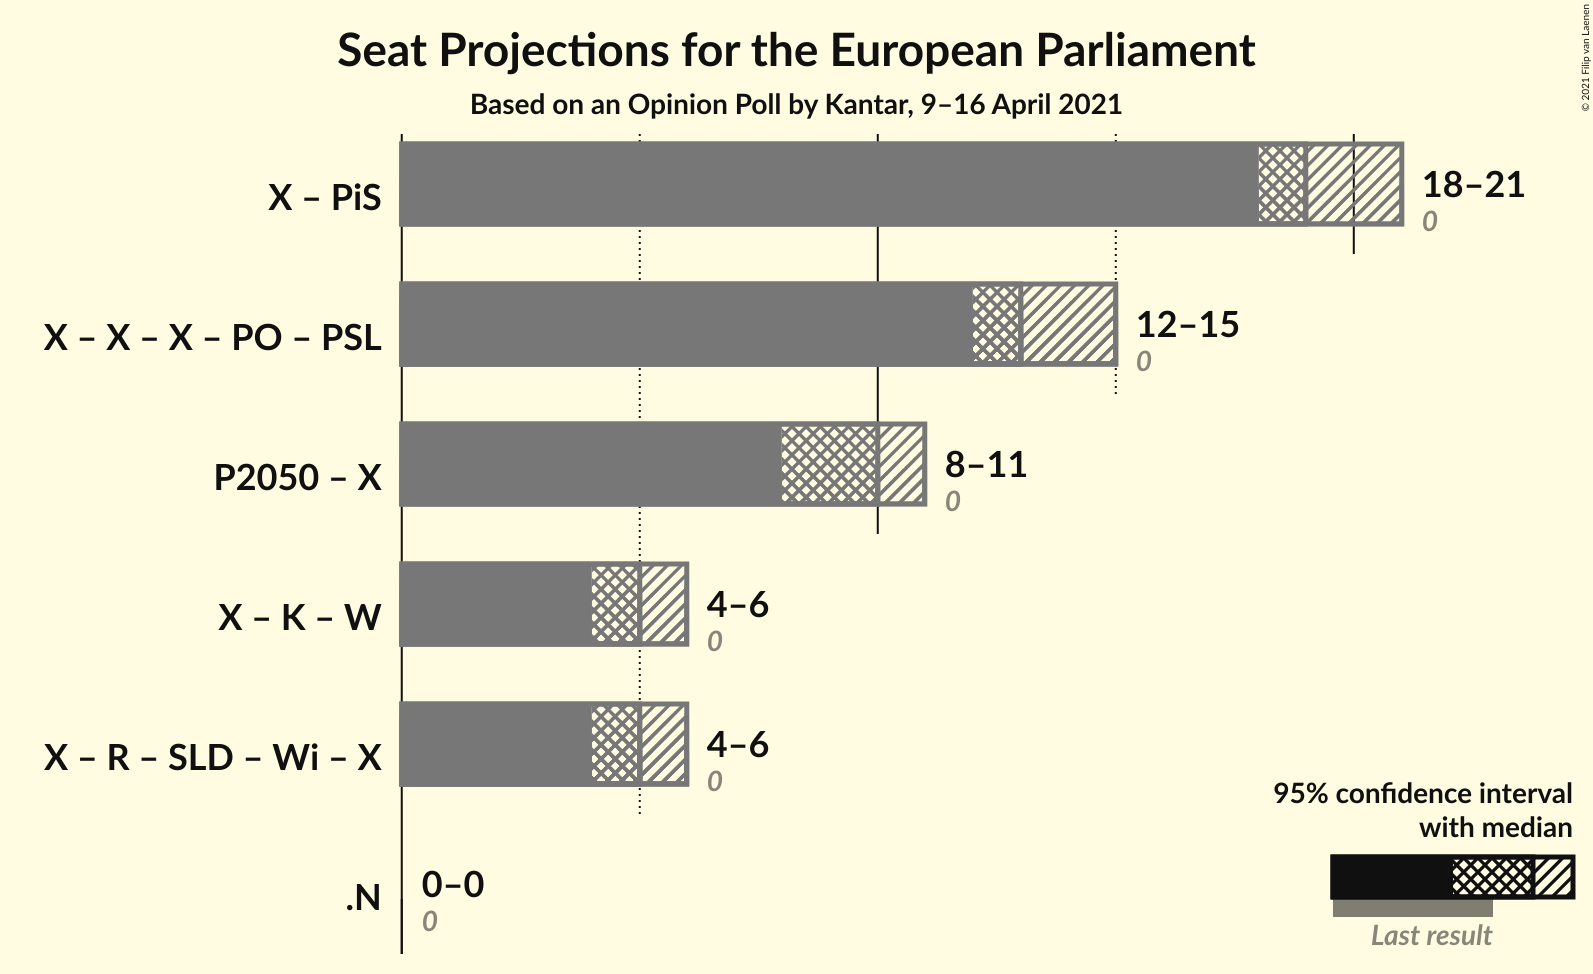 Seat Projections for the European Parliament
Based on an Opinion Poll by Kantar, 9–16 April 2021
© 2021 Filip van Laenen
X – PiS
18–21
0
X – X – X – PO – PSL
12–15
0
P2050 – X
8–11
0
X – K – W
4–6
0
X – R – SLD – Wi – X
4–6
0
.N
0–0
0
95% confidence interval
with median
Last result